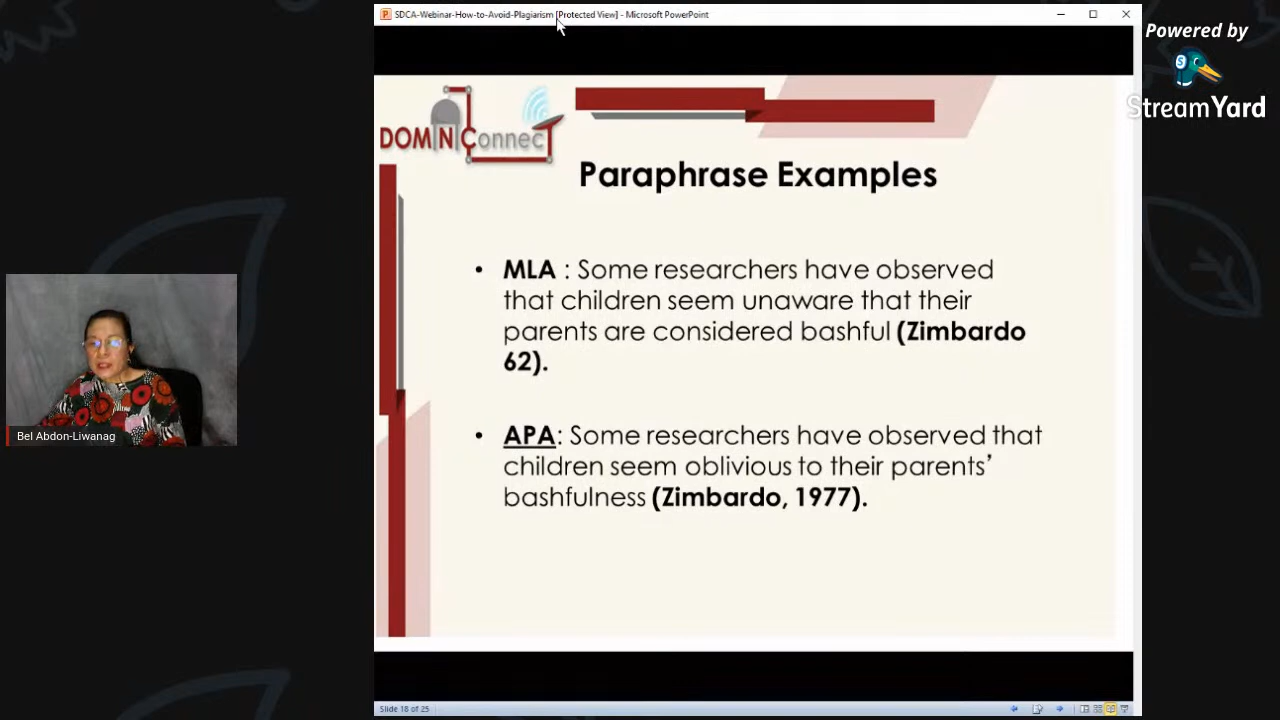 SDCA-Webinar-How-to-Avoid-Plagiarism [Protected View] - Microsoft PowerPoint
Powered by
StreamYard
DOMINIConnecT
Paraphrase Examples
• MLA : Some researchers have observed
that children seem unaware that their
parents are considered bashful (Zimbardo
62).
• APA: Some researchers have observed that
children seem oblivious to their parents’
bashfulness (Zimbardo, 1977).
Bel Abdon-Liwanag
Slide 18 of 25